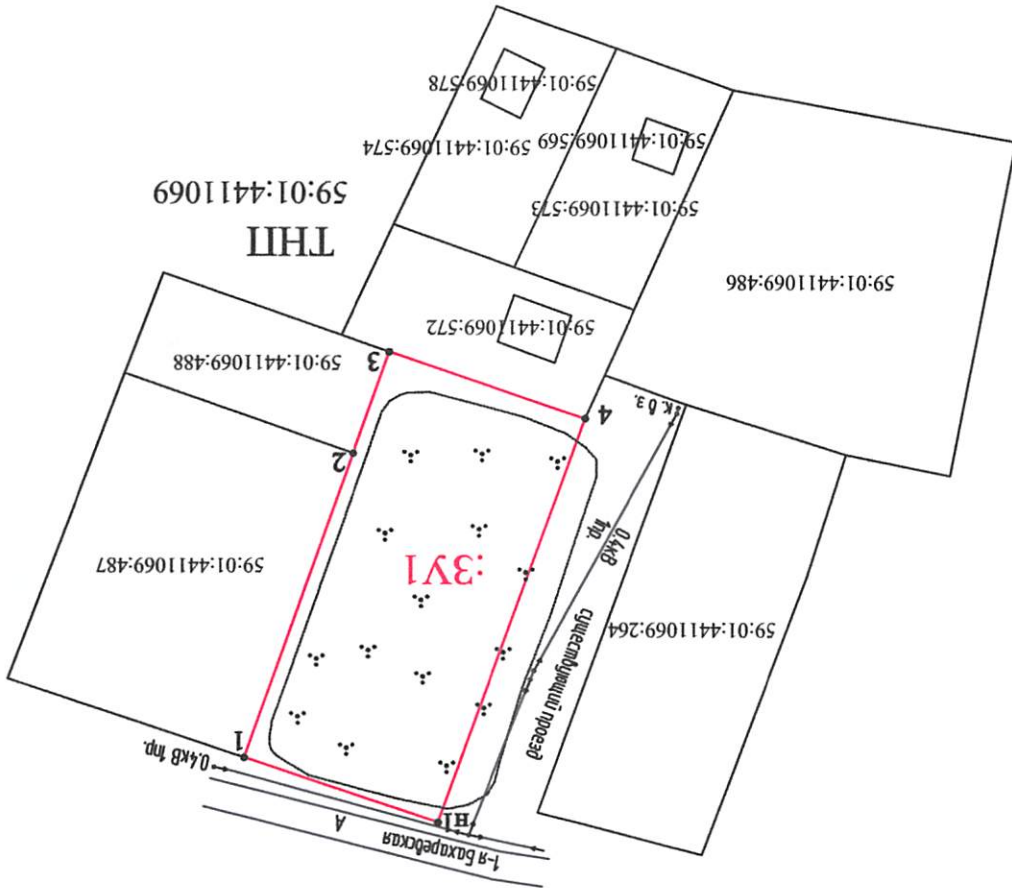 1-я Бахаревская
А
н1
0.4кВ 1пр.
1
59:01:4411069:264
существующий проезд
:ЗУ1
59:01:4411069:487
0.4кВ
1пр.
2
к. в з.
4
3
59:01:4411069:488
59:01:4411069:572
59:01:4411069:486
ТНП
59:01:4411069
59:01:4411069:573
59:01:4411069:574
59:01:4411069:569
59:01:4411069:578